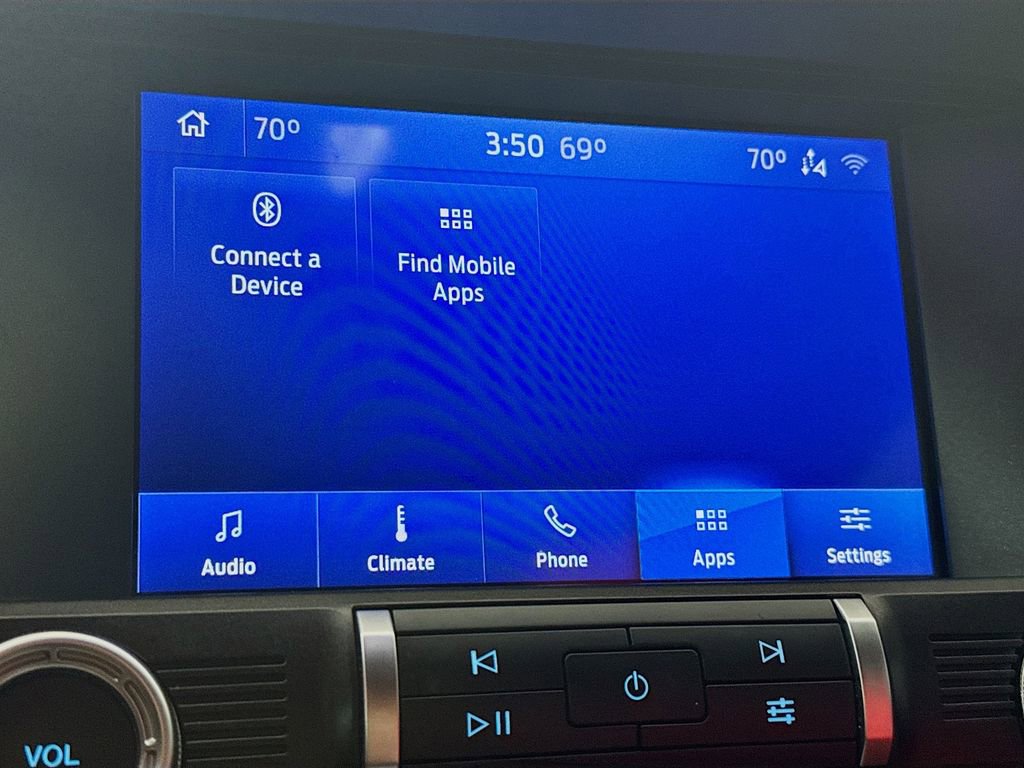 70° 3:50 69° 70°
Connect a
Device
Find Mobile
Apps
Audio Climate Phone Apps Settings
VOL